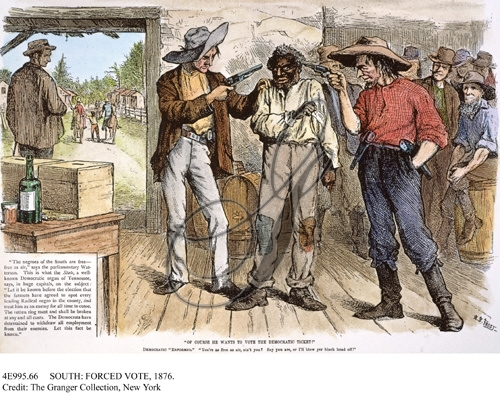 "The negroes of the South are free—
free as air," says the parliamentary Wat-
terson. This is what the State, a well-
known Democratic organ of Tennessee,
says, in huge capitals, on the subject:
"Let it be known before the election that
the farmers have agreed to spot every
leading Radical negro in the county, and
treat him as an enemy for all time to come.
The rotten ring must and shall be broken
at any and all costs. The Democrats have
determined to withdraw all employment
from their enemies. Let this fact be
known."
"OF COURSE HE WANTS TO VOTE THE DEMOCRATIC TICKET!"
DEMOCRATIC "REFORMER." "You're as free as air, ain't you? Say you are, or I'll blow yer black head off!"
4E995.66 SOUTH: FORCED VOTE, 1876.
Credit: The Granger Collection, New York